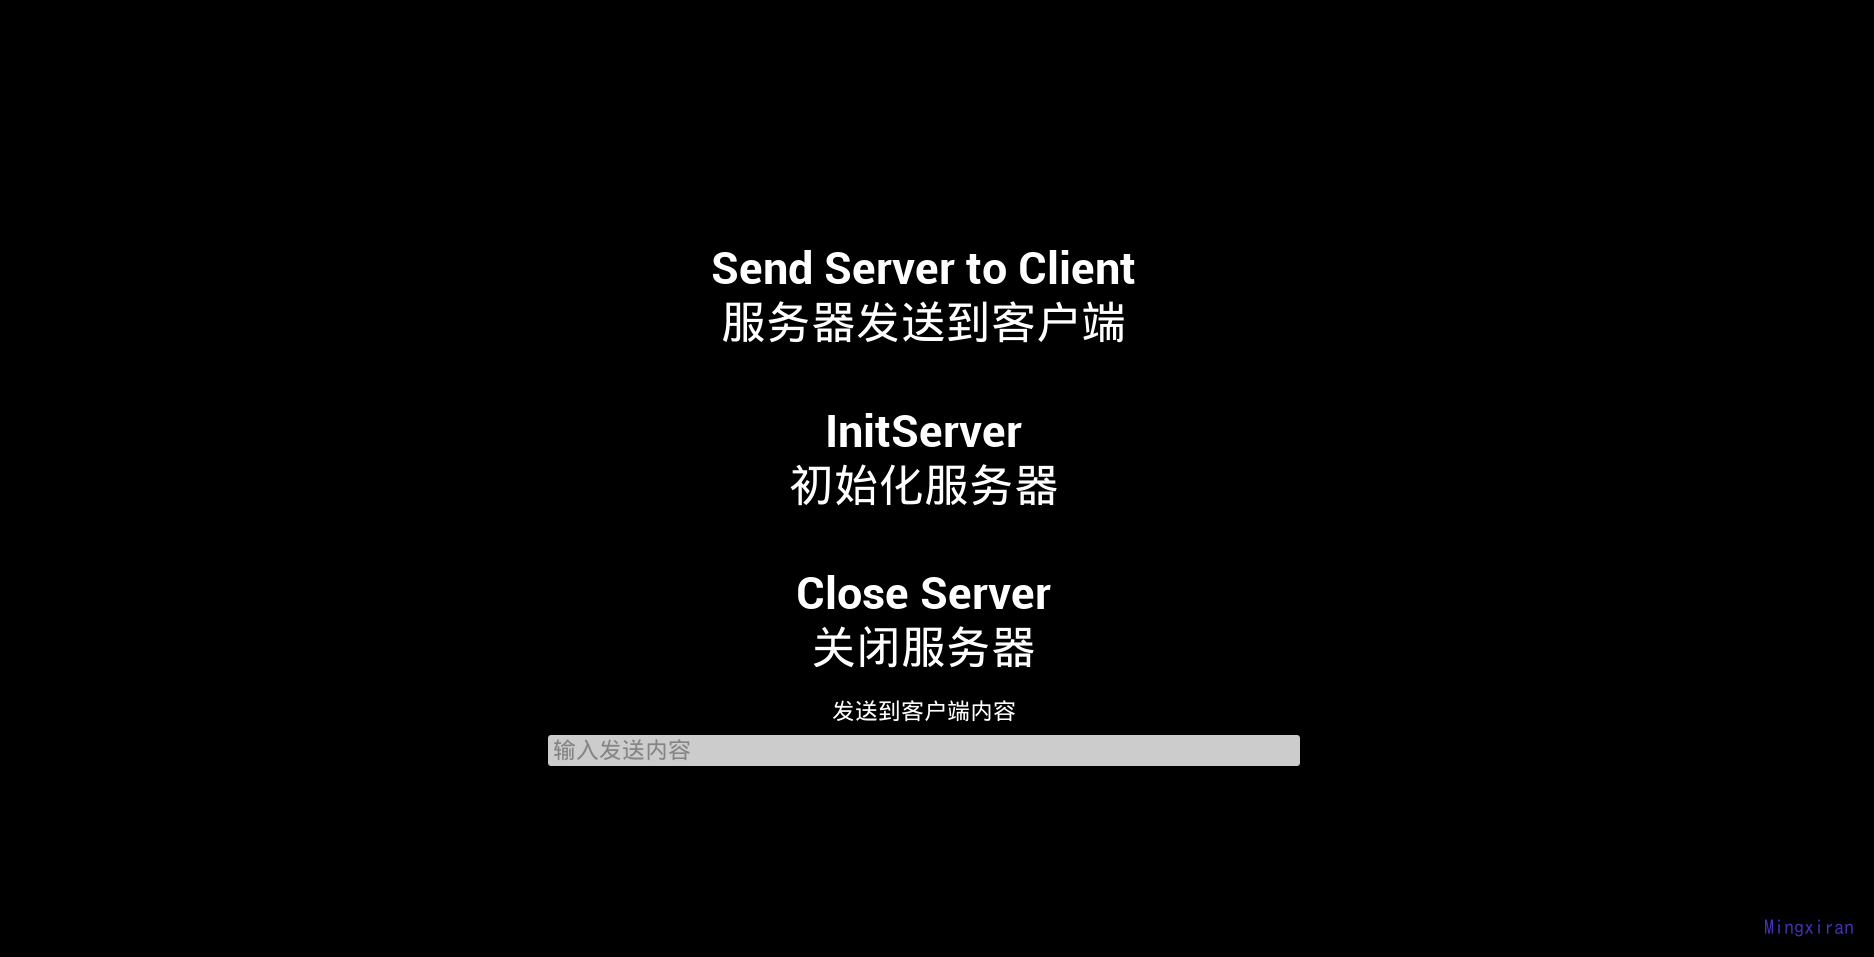 Send Server to Client
服务器发送到客户端
InitServer
初始化服务器
Close Server
关闭服务器
发送到客户端内容
输入发送内容
Mingxiran